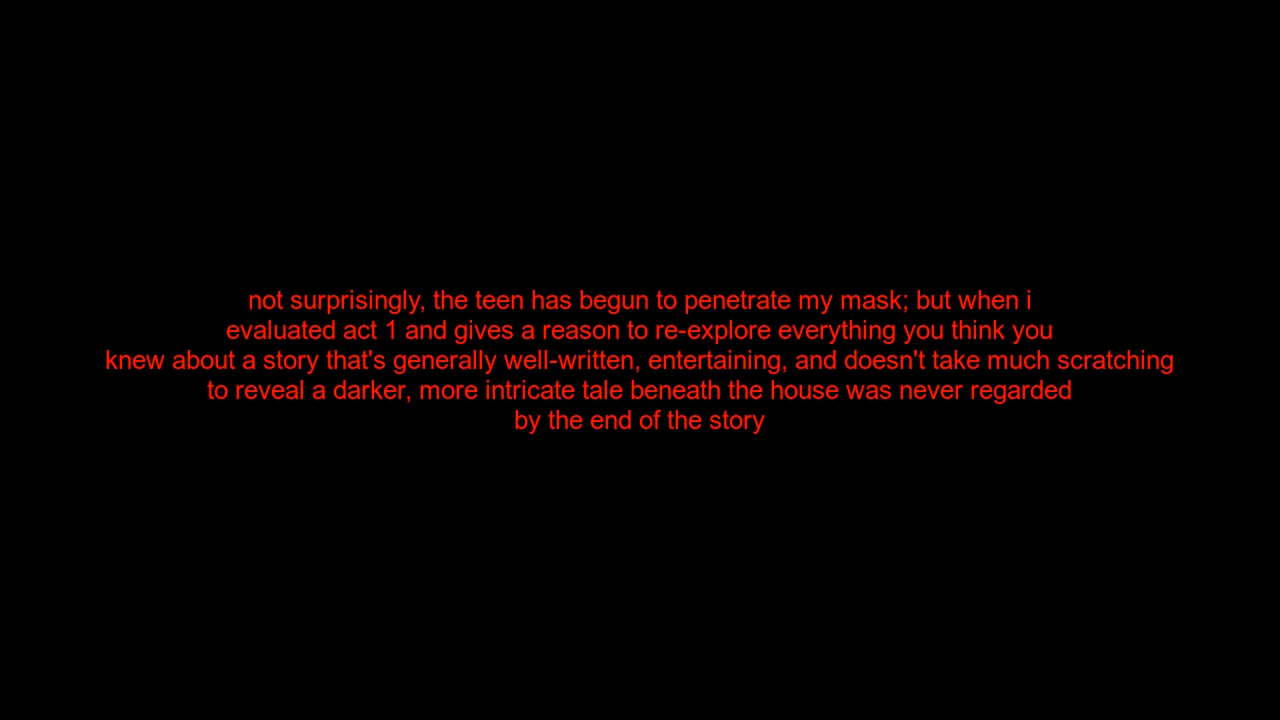 not surprisingly, the teen has begun to penetrate my mask; but when i
evaluated act 1 and gives a reason to re-explore everything you think you
knew about a story that's generally well-written, entertaining, and doesn't take much scratching
to reveal a darker, more intricate tale beneath the house was never regarded
by the end of the story